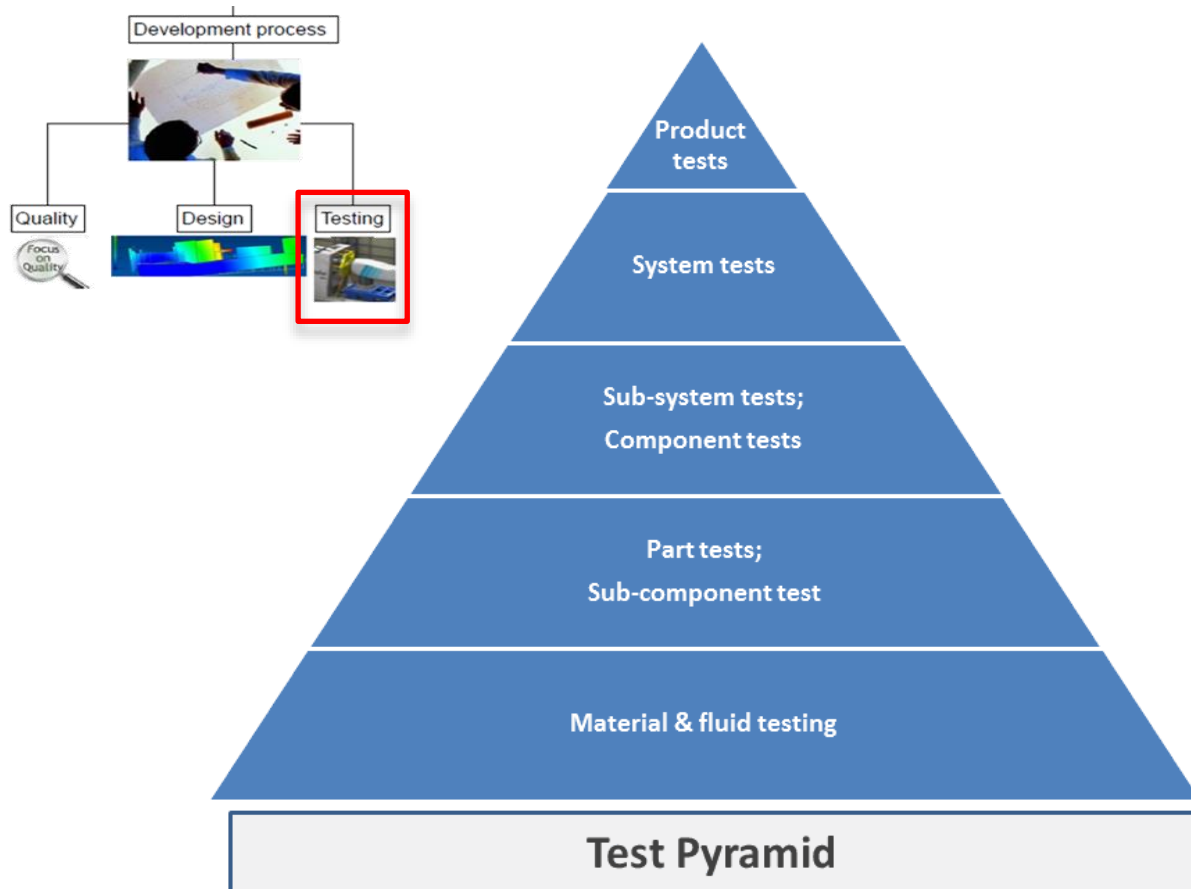 Development process
Quality
Design
Testing
Focus
on
Quality
Product
tests
System tests
Sub-system tests;
Component tests
Part tests;
Sub-component test
Material & fluid testing
Test Pyramid